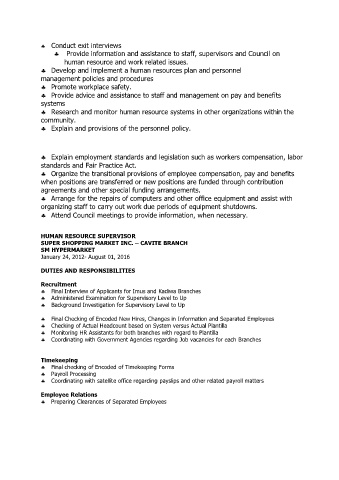 ♣ Conduct exit interviews
♣ Provide information and assistance to staff, supervisors and Council on
human resource and work related issues.
♣ Develop and implement a human resources plan and personnel
management policies and procedures
♣ Promote workplace safety.
♣ Provide advice and assistance to staff and management on pay and benefits
systems
♣ Research and monitor human resource systems in other organizations within the
community.
♣ Explain and provisions of the personnel policy.
♣ Explain employment standards and legislation such as workers compensation, labor
standards and Fair Practice Act.
♣ Organize the transitional provisions of employee compensation, pay and benefits
when positions are transferred or new positions are funded through contribution
agreements and other special funding arrangements.
♣ Arrange for the repairs of computers and other office equipment and assist with
organizing staff to carry out work due periods of equipment shutdowns.
♣ Attend Council meetings to provide information, when necessary.
HUMAN RESOURCE SUPERVISOR
SUPER SHOPPING MARKET INC. – CAVITE BRANCH
SM HYPERMARKET
January 24, 2012- August 01, 2016
DUTIES AND RESPONSIBILITIES
Recruitment
♣ Final Interview of Applicants for Imus and Kadiwa Branches
♣ Administered Examination for Supervisory Level to Up
♣ Background Investigation for Supervisory Level to Up
♣ Final Checking of Encoded New Hires, Changes in Information and Separated Employees
♣ Checking of Actual Headcount based on System versus Actual Plantilla
♣ Monitoring HR Assistants for both branches with regard to Plantilla
♣ Coordinating with Government Agencies regarding Job vacancies for each Branches
Timekeeping
♣ Final checking of Encoded of Timekeeping Forms
♣ Payroll Processing
♣ Coordinating with satellite office regarding payslips and other related payroll matters
Employee Relations
♣ Preparing Clearances of Separated Employees